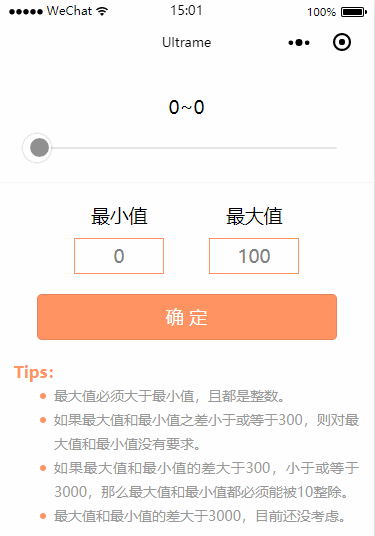 WeChat 15:01 100%
Ultrame
0~0
最小值 最大值
0 100
确 定
Tips:
最大值必须大于最小值，且都是整数。
如果最大值和最小值之差小于或等于300，则对最
大值和最小值没有要求。
如果最大值和最小值的差大于300，小于或等于
3000，那么最大值和最小值都必须能被10整除。
最大值和最小值的差大于3000，目前还没考虑。